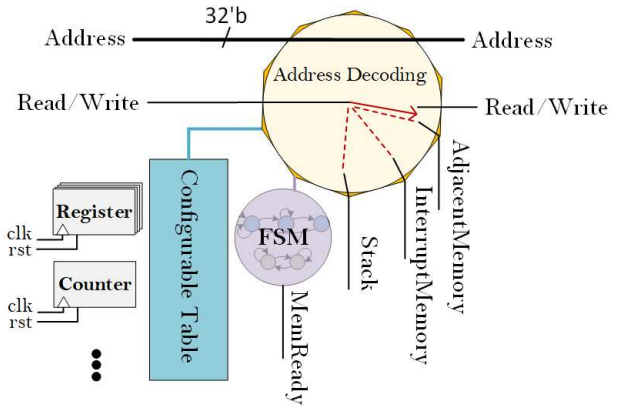 32'b
Address
Address
Address Decoding
Read/Write
Read/Write
AdjacentMemory
InterruptMemory
Stack
Configurable Table
FSM
MemReady
Register
clk
rst
Counter
clk
rst